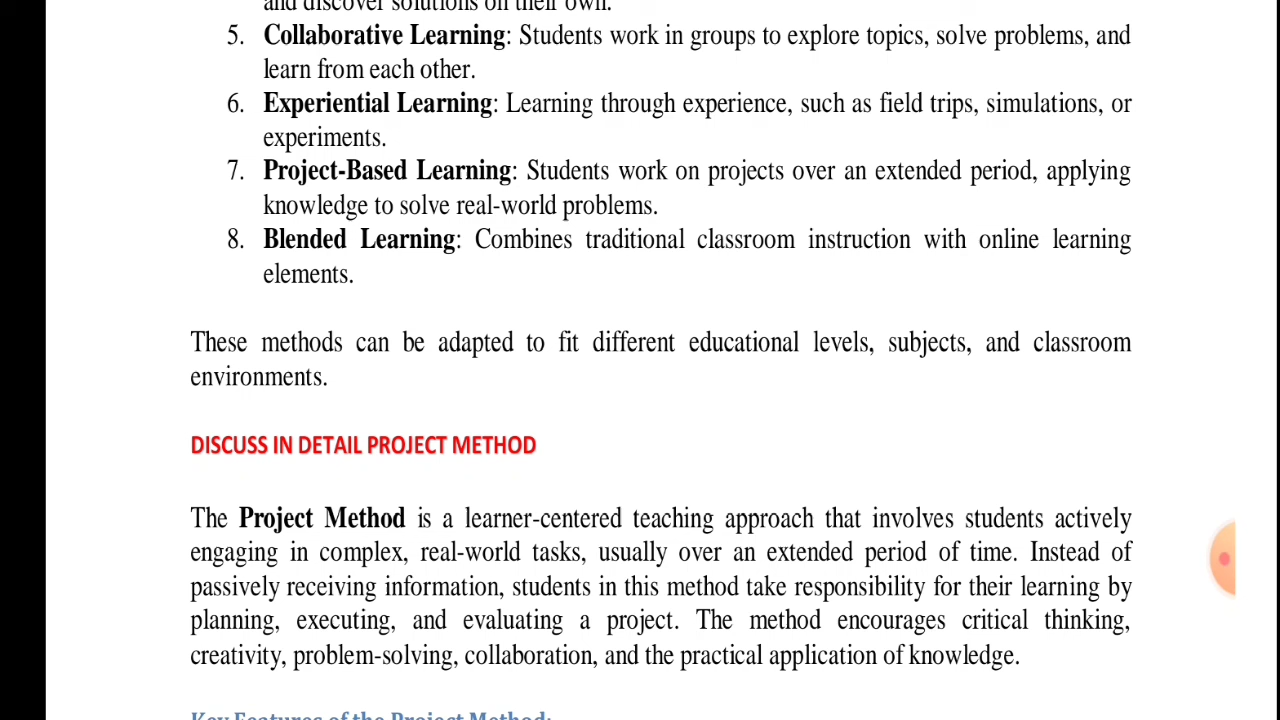 and discover solutions on their own.
5. Collaborative Learning: Students work in groups to explore topics, solve problems, and
learn from each other.
6. Experiential Learning: Learning through experience, such as field trips, simulations, or
experiments.
7. Project-Based Learning: Students work on projects over an extended period, applying
knowledge to solve real-world problems.
8. Blended Learning: Combines traditional classroom instruction with online learning
elements.
These methods can be adapted to fit different educational levels, subjects, and classroom
environments.
DISCUSS IN DETAIL PROJECT METHOD
The Project Method is a learner-centered teaching approach that involves students actively
engaging in complex, real-world tasks, usually over an extended period of time. Instead of
passively receiving information, students in this method take responsibility for their learning by
planning, executing, and evaluating a project. The method encourages critical thinking,
creativity, problem-solving, collaboration, and the practical application of knowledge.
Key Features of the Project Method: